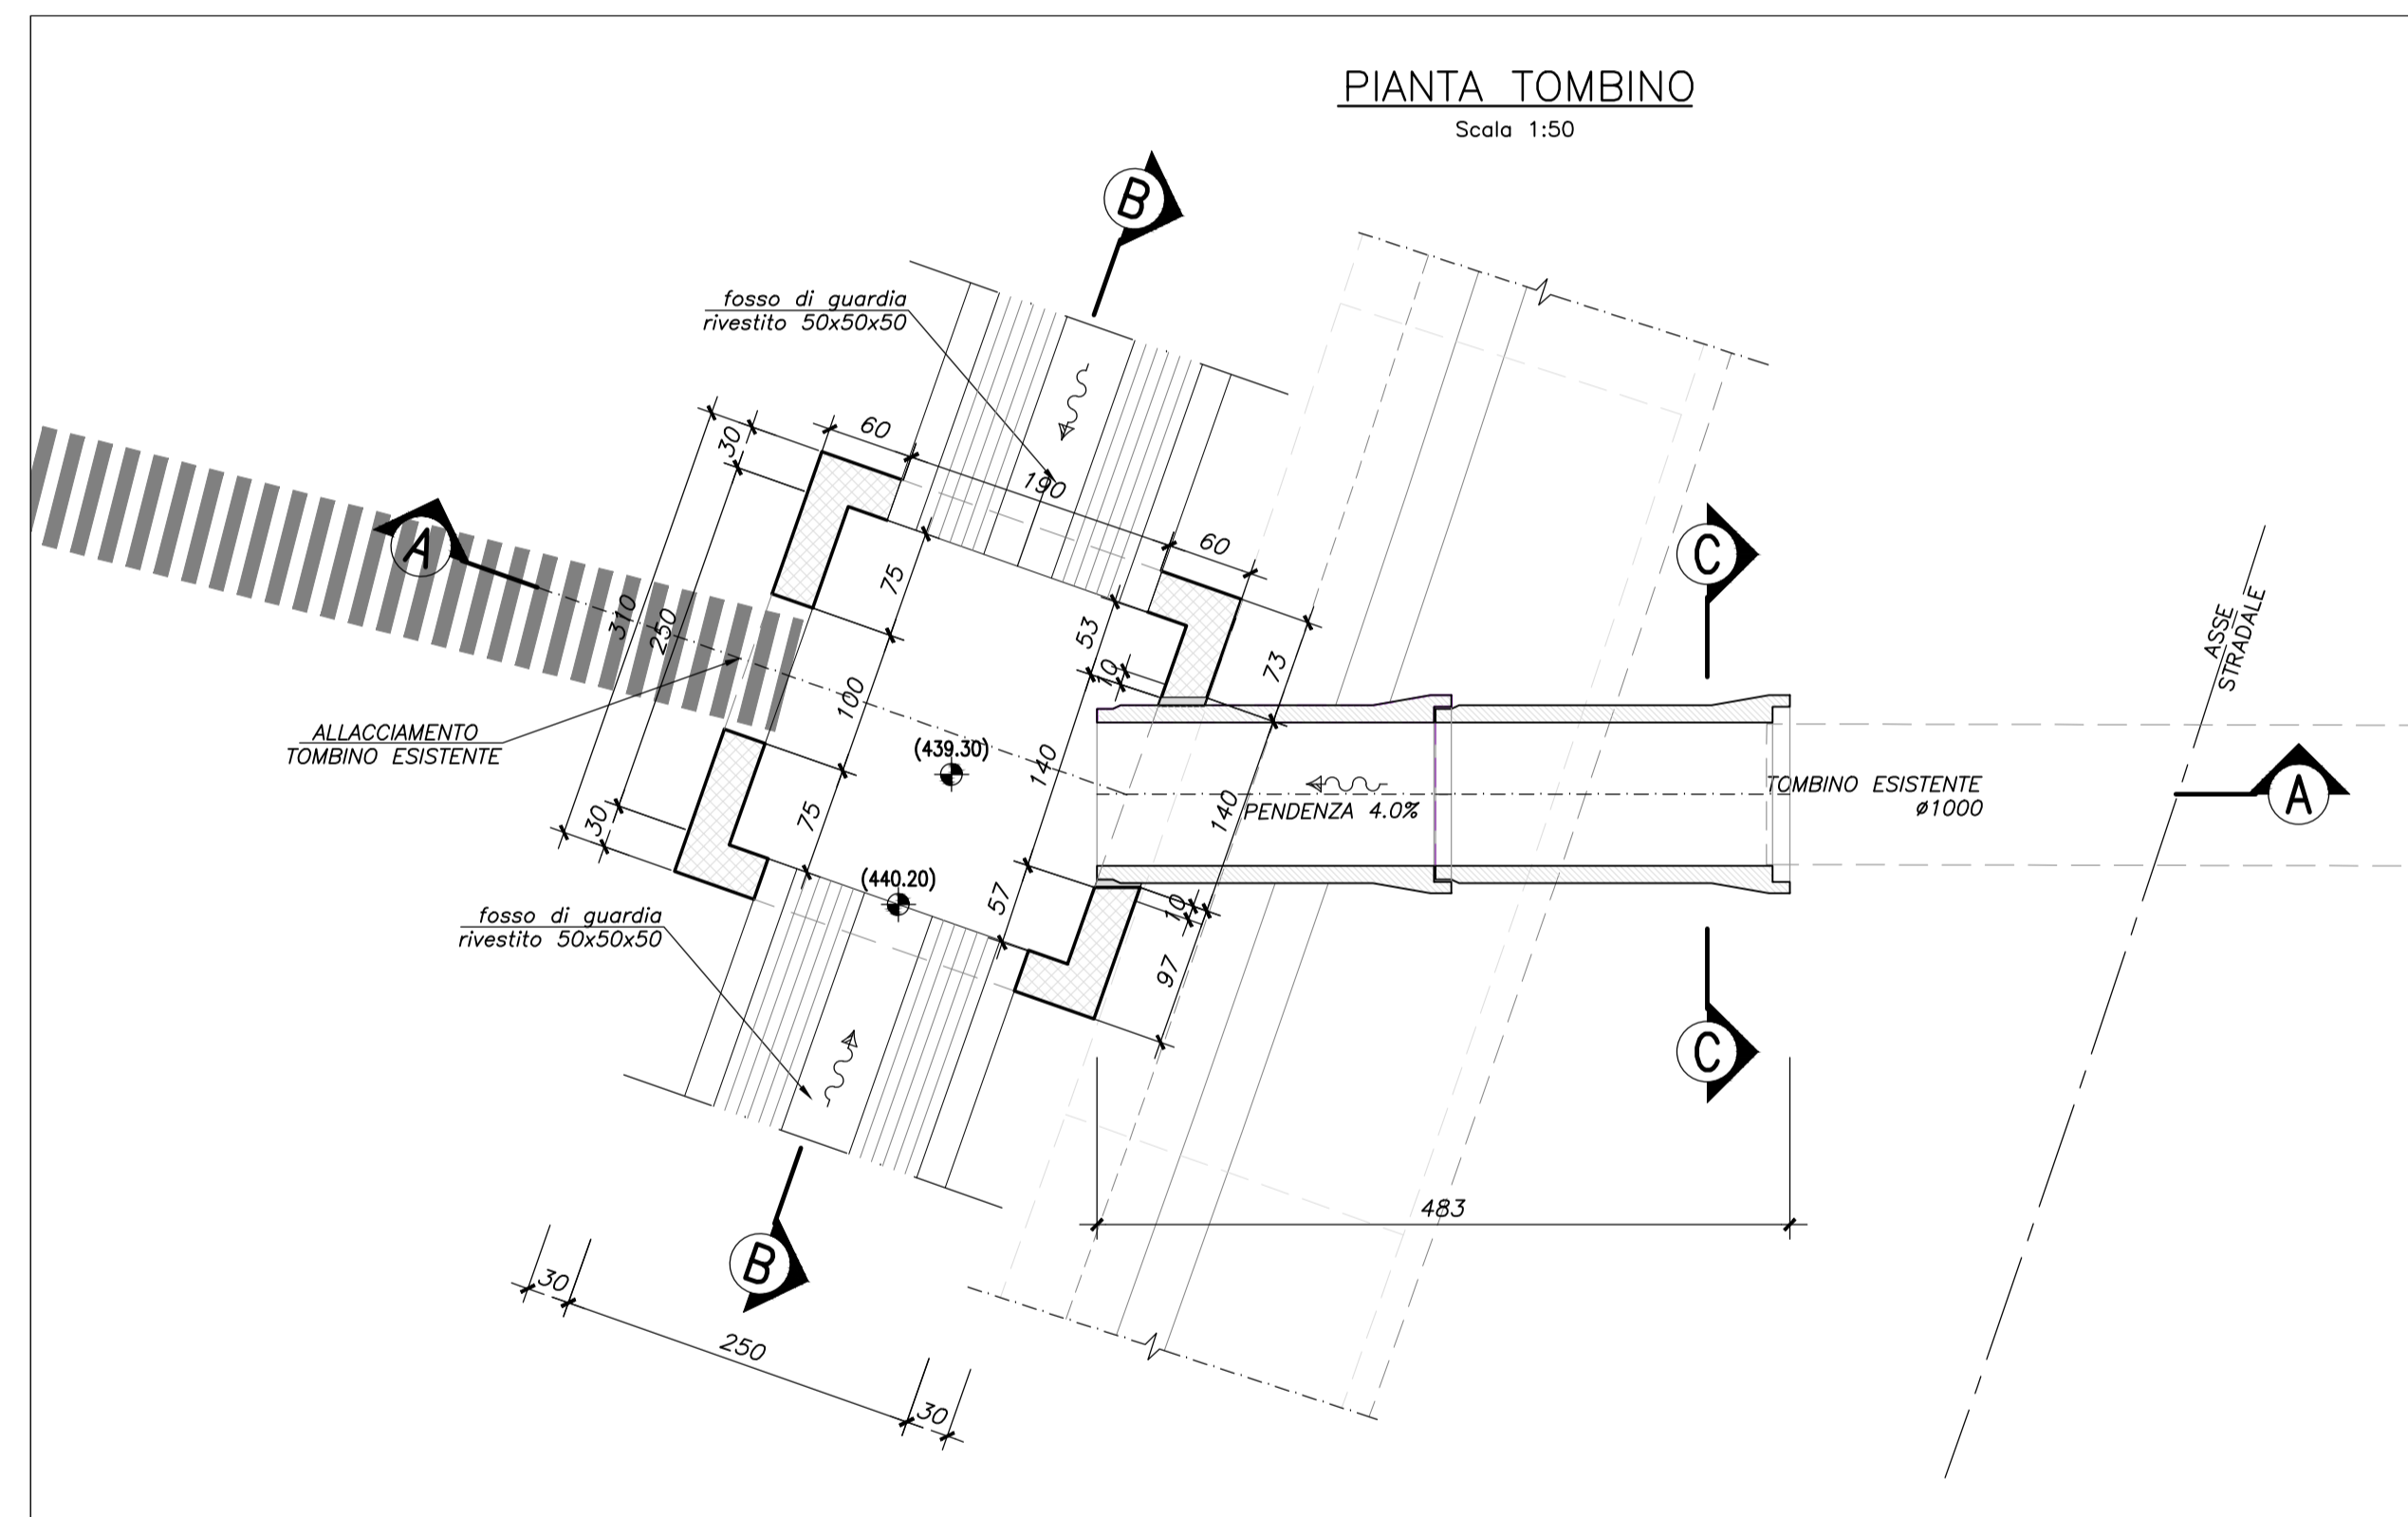 PIANTA TOMBINO
Scala 1:50
B
fosso di guardia
rivestito 50x50x50
60
30
190
60
A
C
75
310
250
53
10
73
ASSE
STRADALE
100
ALLACCIAMENTO
TOMBINO ESISTENTE
(439.30)
140
140
PENDENZA 4.0%
TOMBINO ESISTENTE
ø1000
A
30
75
(440.20)
57
10
fosso di guardia
rivestito 50x50x50
97
C
483
B
30
250
30